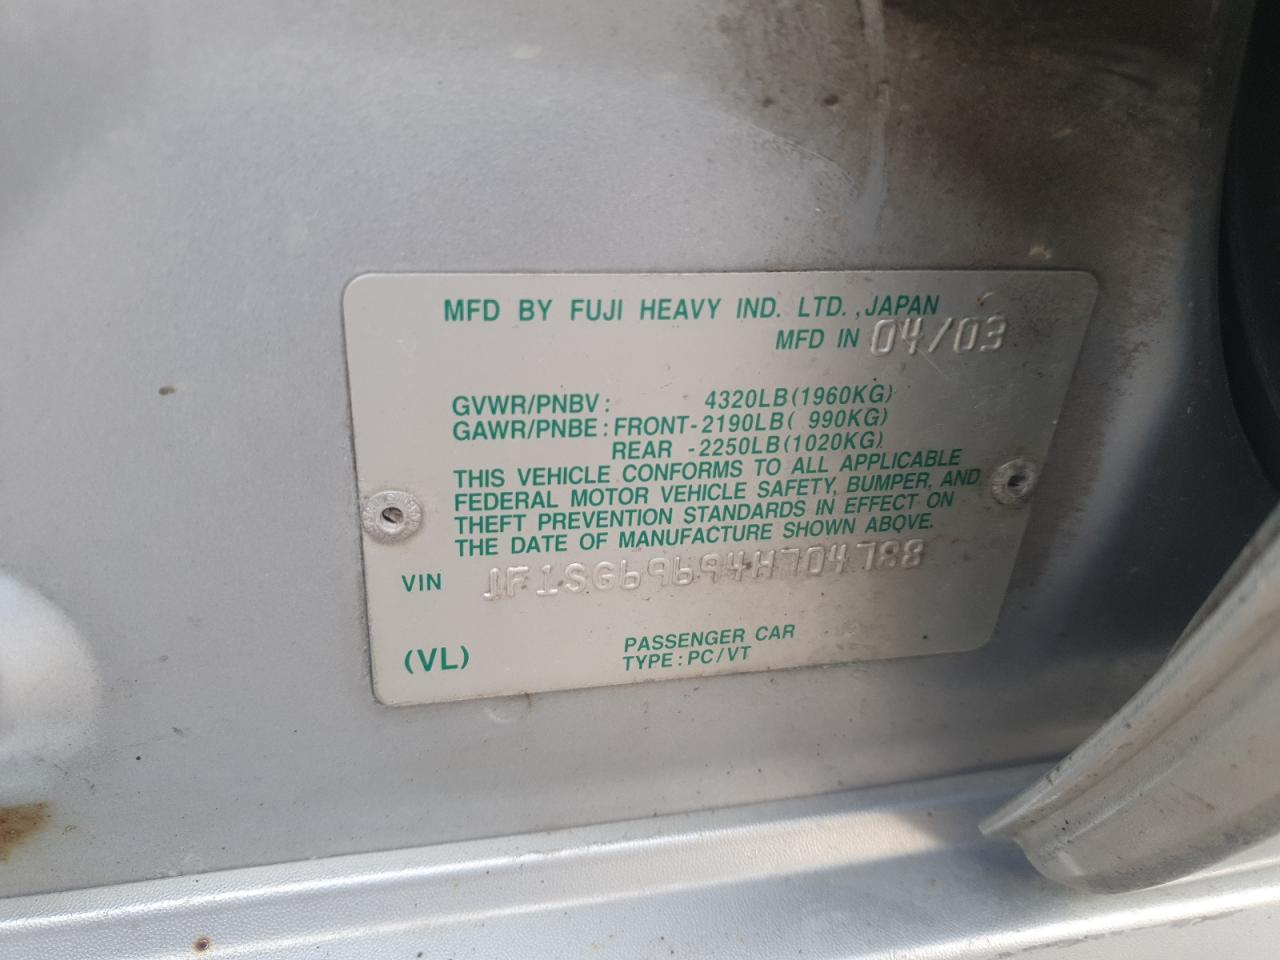 MFD BY FUJI HEAVY IND. LTD., JAPAN
MFD IN 04/03
GVWR/PNBV: 4320LB(1960KG)
GAWR/PNBE: FRONT-2190LB( 990KG)
REAR -2250LB(1020KG)
THIS VEHICLE CONFORMS TO ALL APPLICABLE
FEDERAL MOTOR VEHICLE SAFETY, BUMPER, AND
THEFT PREVENTION STANDARDS IN EFFECT ON
THE DATE OF MANUFACTURE SHOWN ABOVE.
VIN JF1SG69694H704788
(VL) PASSENGER CAR
TYPE: PC/VT